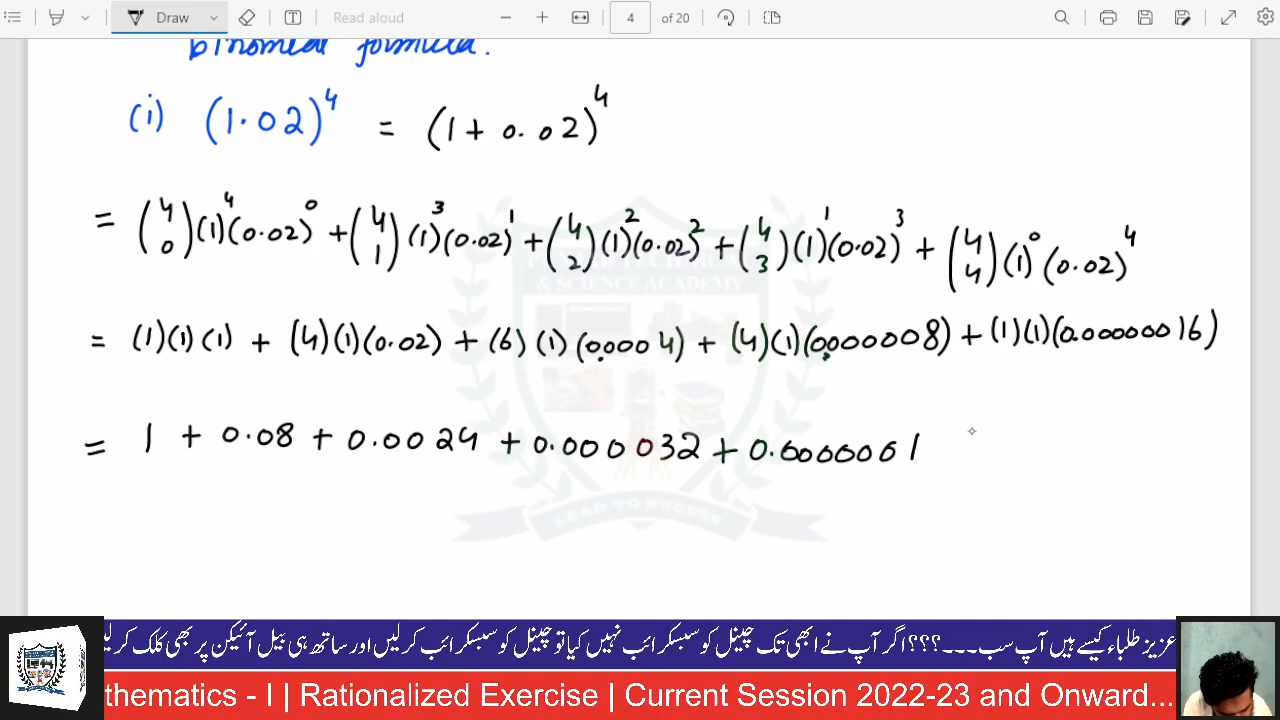 Draw
Read aloud
4 of 20
binomial formula.
(i) (1.02)^4 = (1 + 0.02)^4
= (4 0)(1)^4(0.02)^0 + (4 1)(1)^3(0.02)^1 + (4 2)(1)^2(0.02)^2 + (4 3)(1)^1(0.02)^3 + (4 4)(1)^0(0.02)^4
= (1)(1)(1) + (4)(1)(0.02) + (6)(1)(0.0004) + (4)(1)(0.000008) + (1)(1)(0.00000016)
= 1 + 0.08 + 0.0024 + 0.000032 + 0.0000001
& SCIENCE ACADEMY
LEAD TO SUCCESS
عزیز طلباء کیسے ہیں آپ سب۔۔۔؟؟؟ اگر آپ نے ابھی تک چینل کو سبسکرائب نہیں کیا تو چینل کو سبسکرائب کر لیں اور ساتھ ہی بیل آئیکن پر بھی کلک کر لیں
thematics - I | Rationalized Exercise | Current Session 2022-23 and Onward...